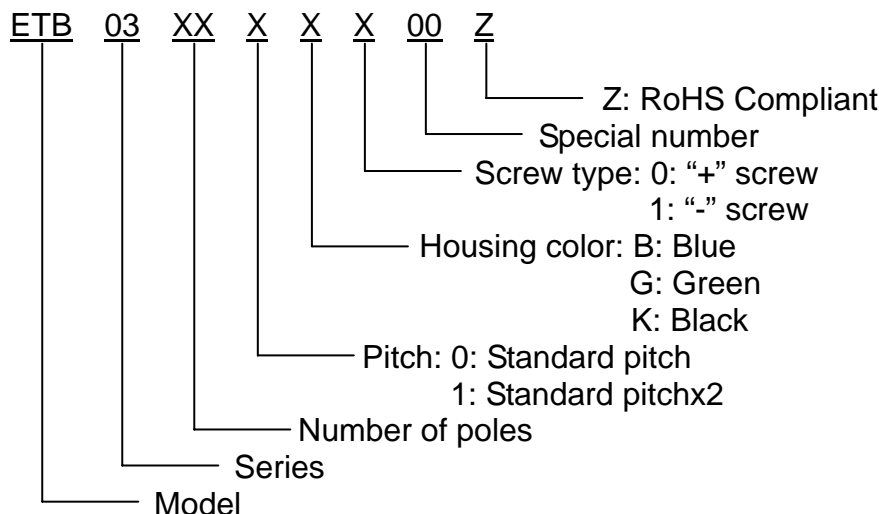 ETB 03 XX X X X 00 Z
Z: RoHS Compliant
Special number
Screw type: 0: “+” screw
1: “-” screw
Housing color: B: Blue
G: Green
K: Black
Pitch: 0: Standard pitch
1: Standard pitchx2
Number of poles
Series
Model